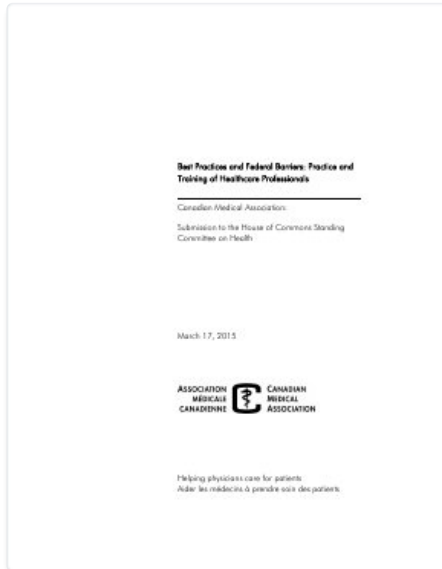 Best Practices and Federal Barriers: Practice and
Training of Healthcare Professionals
Canadian Medical Association:
Submission to the House of Commons Standing
Committee on Health
March 17, 2015
ASSOCIATION
MÉDICALE
CANADIENNE
CANADIAN
MEDICAL
ASSOCIATION
Helping physicians care for patients
Aider les médecins à prendre soin des patients